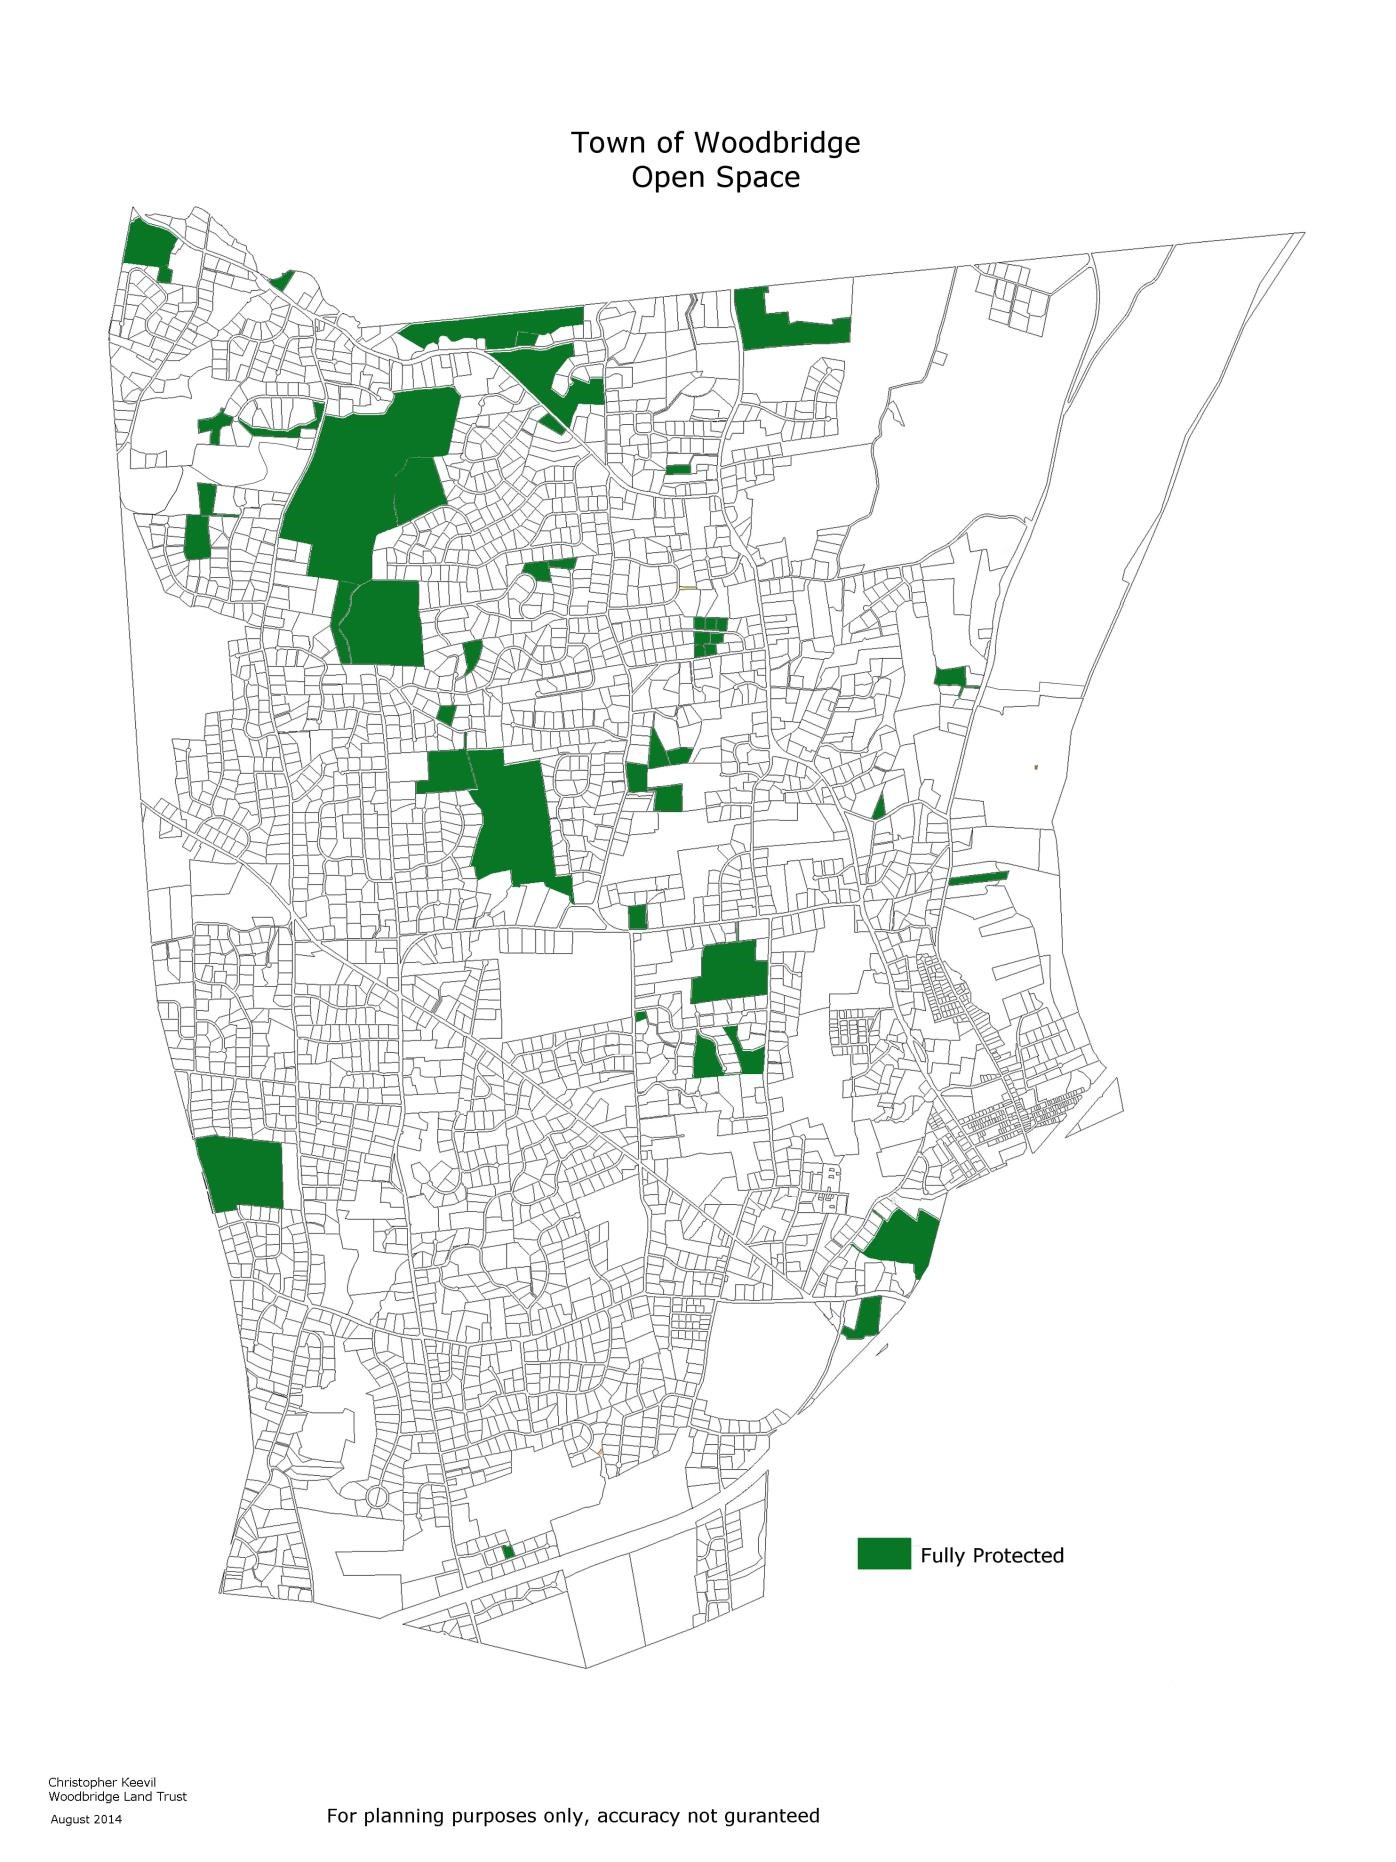 Town of Woodbridge
Open Space
Fully Protected
Christopher Keevil
Woodbridge Land Trust
August 2014
For planning purposes only, accuracy not guranteed